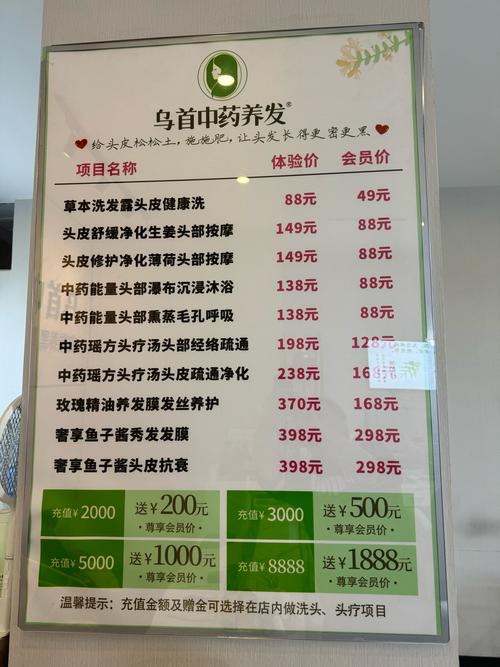 乌首中药养发®
给头皮松松土，施施肥，让头发长得更密更黑
项目名称 体验价 会员价
草本洗发露头皮健康洗 88元 49元
头皮舒缓净化生姜头部按摩 149元 88元
头皮修护净化薄荷头部按摩 149元 88元
中药能量头部瀑布沉浸沐浴 138元 88元
中药能量头部熏蒸毛孔呼吸 138元 88元
中药瑶方头疗汤头部经络疏通 198元 128元
中药瑶方头疗汤头皮疏通净化 238元 168元
玫瑰精油养发膜发丝养护 370元 168元
奢享鱼子酱秀发发膜 398元 298元
奢享鱼子酱头皮抗衰 398元 298元
充值¥2000 送¥200元 ·尊享会员价·
充值¥3000 送¥500元 ·尊享会员价·
充值¥5000 送¥1000元 ·尊享会员价·
充值¥8888 送¥1888元 ·尊享会员价·
温馨提示：充值金额及赠金可选择在店内做洗头、头疗项目